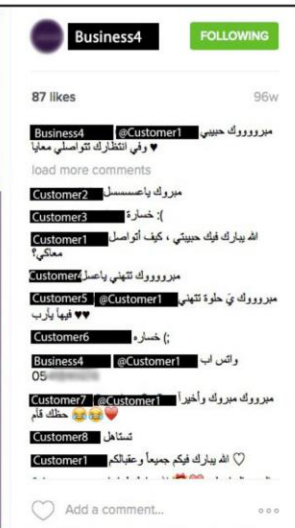 Business4
FOLLOWING
87 likes 96w
Business4 @Customer1 مبروووووك حبيبي
♥ وفي انتظارك تتواصلي معايا
load more comments
Customer2 مبروك ياعسسسسل
Customer3 خسارة :(
Customer1 الله يبارك فيك حبيبتي ، كيف أتواصل
معاكي؟
Customer4 مبرووووك تتهني ياعسل
Customer5 @Customer1 مبرووووك يَ حلوة تتهني
فيها يارب ♥♥
Customer6 خساره ;)
Business4 @Customer1 واتس اب
05
Customer7 @Customer1 مبرووك مبروك وأخيراً
😂😂❤️ حظك قام
Customer8 تستاهل
Customer1 الله يبارك فيكم جميعاً وعقبالكم ♡
Add a comment...